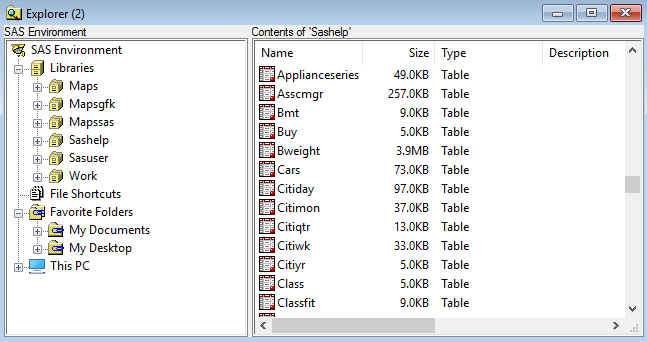 Explorer (2)
SAS Environment
SAS Environment
Libraries
Maps
Mapsgfk
Mapssas
Sashelp
Sasuser
Work
File Shortcuts
Favorite Folders
My Documents
My Desktop
This PC
Contents of 'Sashelp'
Name Size Type Description
Applianceseries 49.0KB Table
Asscmgr 257.0KB Table
Bmt 9.0KB Table
Buy 5.0KB Table
Bweight 3.9MB Table
Cars 73.0KB Table
Citiday 97.0KB Table
Citimon 37.0KB Table
Citiqtr 13.0KB Table
Citiwk 33.0KB Table
Citiyr 5.0KB Table
Class 5.0KB Table
Classfit 9.0KB Table